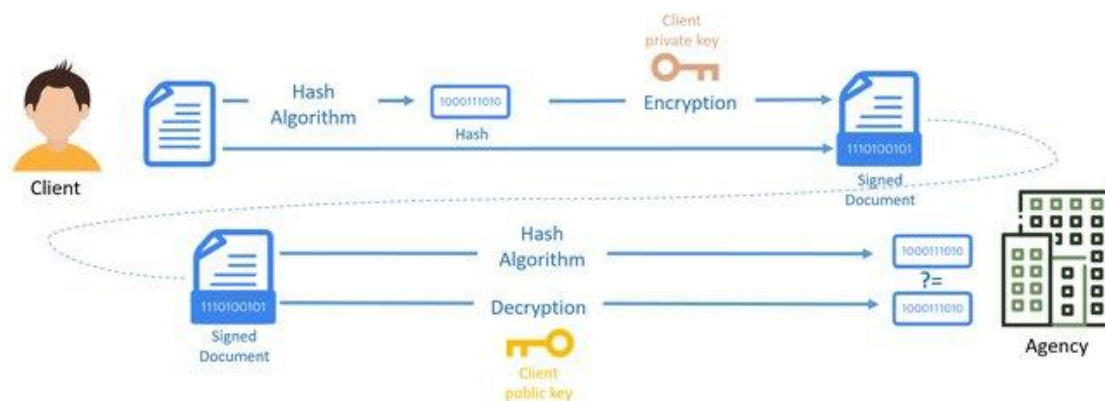 Client
private key
Hash
Algorithm
1000111010
Encryption
Hash
1110100101
Client
Signed
Document
Hash
Algorithm
1000111010
?=
1110100101
Decryption
1000111010
Signed
Document
Client
public key
Agency